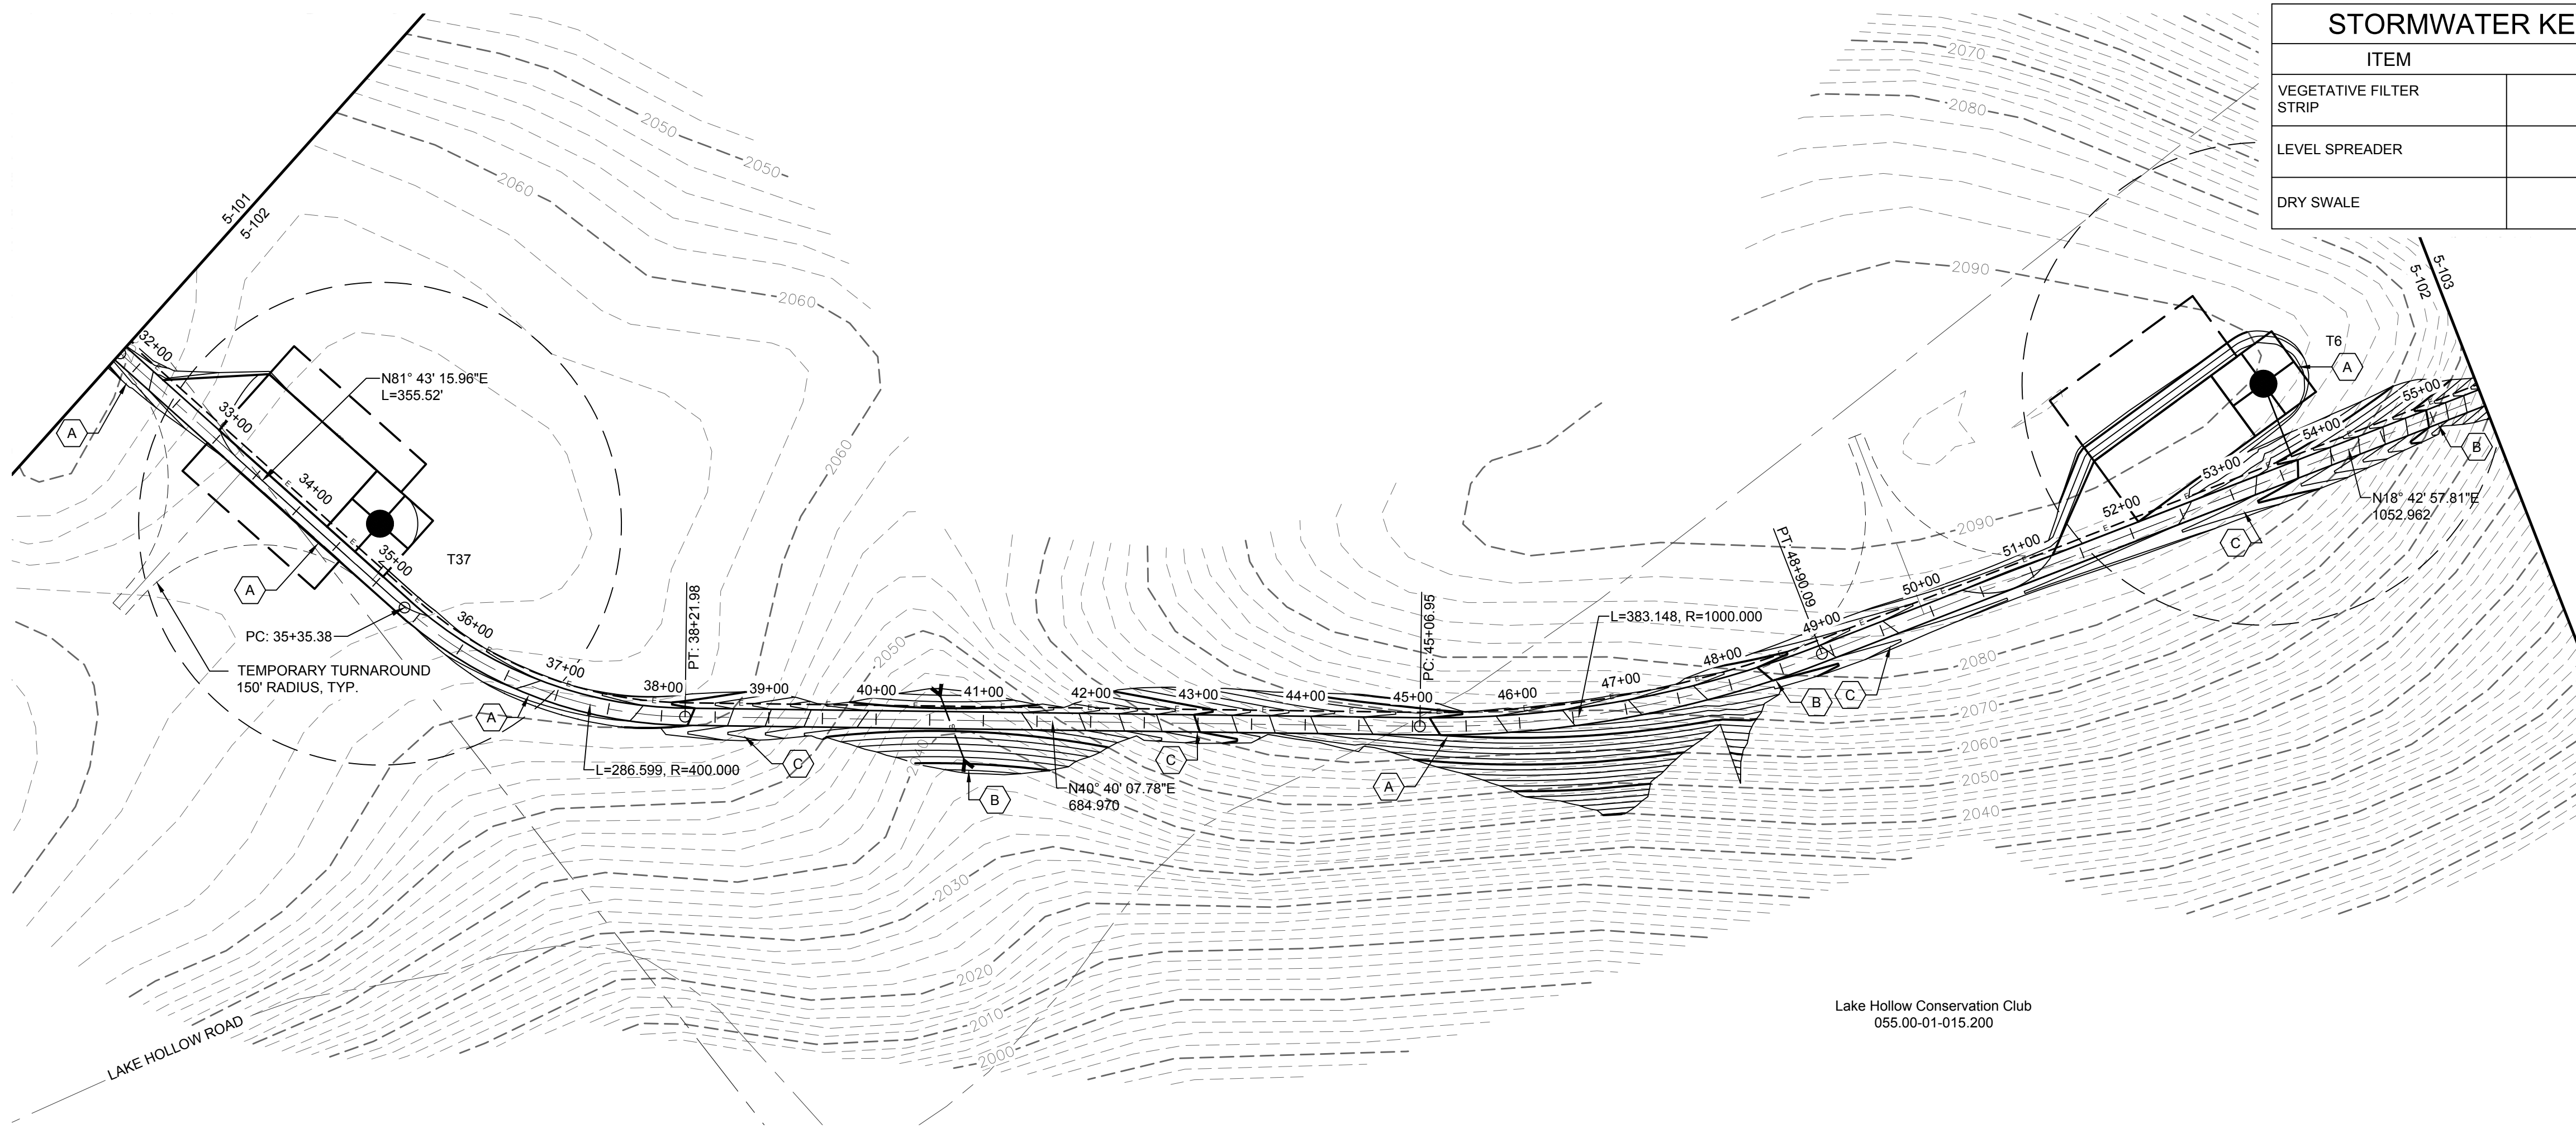 STORMWATER KE
ITEM
VEGETATIVE FILTER
STRIP
LEVEL SPREADER
DRY SWALE
2070
2080
2050
2050
2060
5-101
5-102
2060
2090
5-103
5-102
32+00
N81° 43' 15.96"E
L=355.52'
33+00
A
34+00
35+00
T37
A
PC: 35+35.38
TEMPORARY TURNAROUND
150' RADIUS, TYP.
36+00
37+00
A
L=286.599, R=400.000
2060
PT: 38+21.98
38+00
39+00
40+00
41+00
42+00
43+00
44+00
45+00
46+00
47+00
48+00
49+00
50+00
51+00
52+00
53+00
54+00
55+00
2050
2040
C
B
N40° 40' 07.78"E
684.970
C
A
PC: 45+06.95
L=383.148, R=1000.000
PT: 48+90.09
B
C
T6
A
B
N18° 42' 57.81"E
1052.962
C
2090
2080
2070
2060
2050
2040
2030
2020
2010
2000
LAKE HOLLOW ROAD
Lake Hollow Conservation Club
055.00-01-015.200